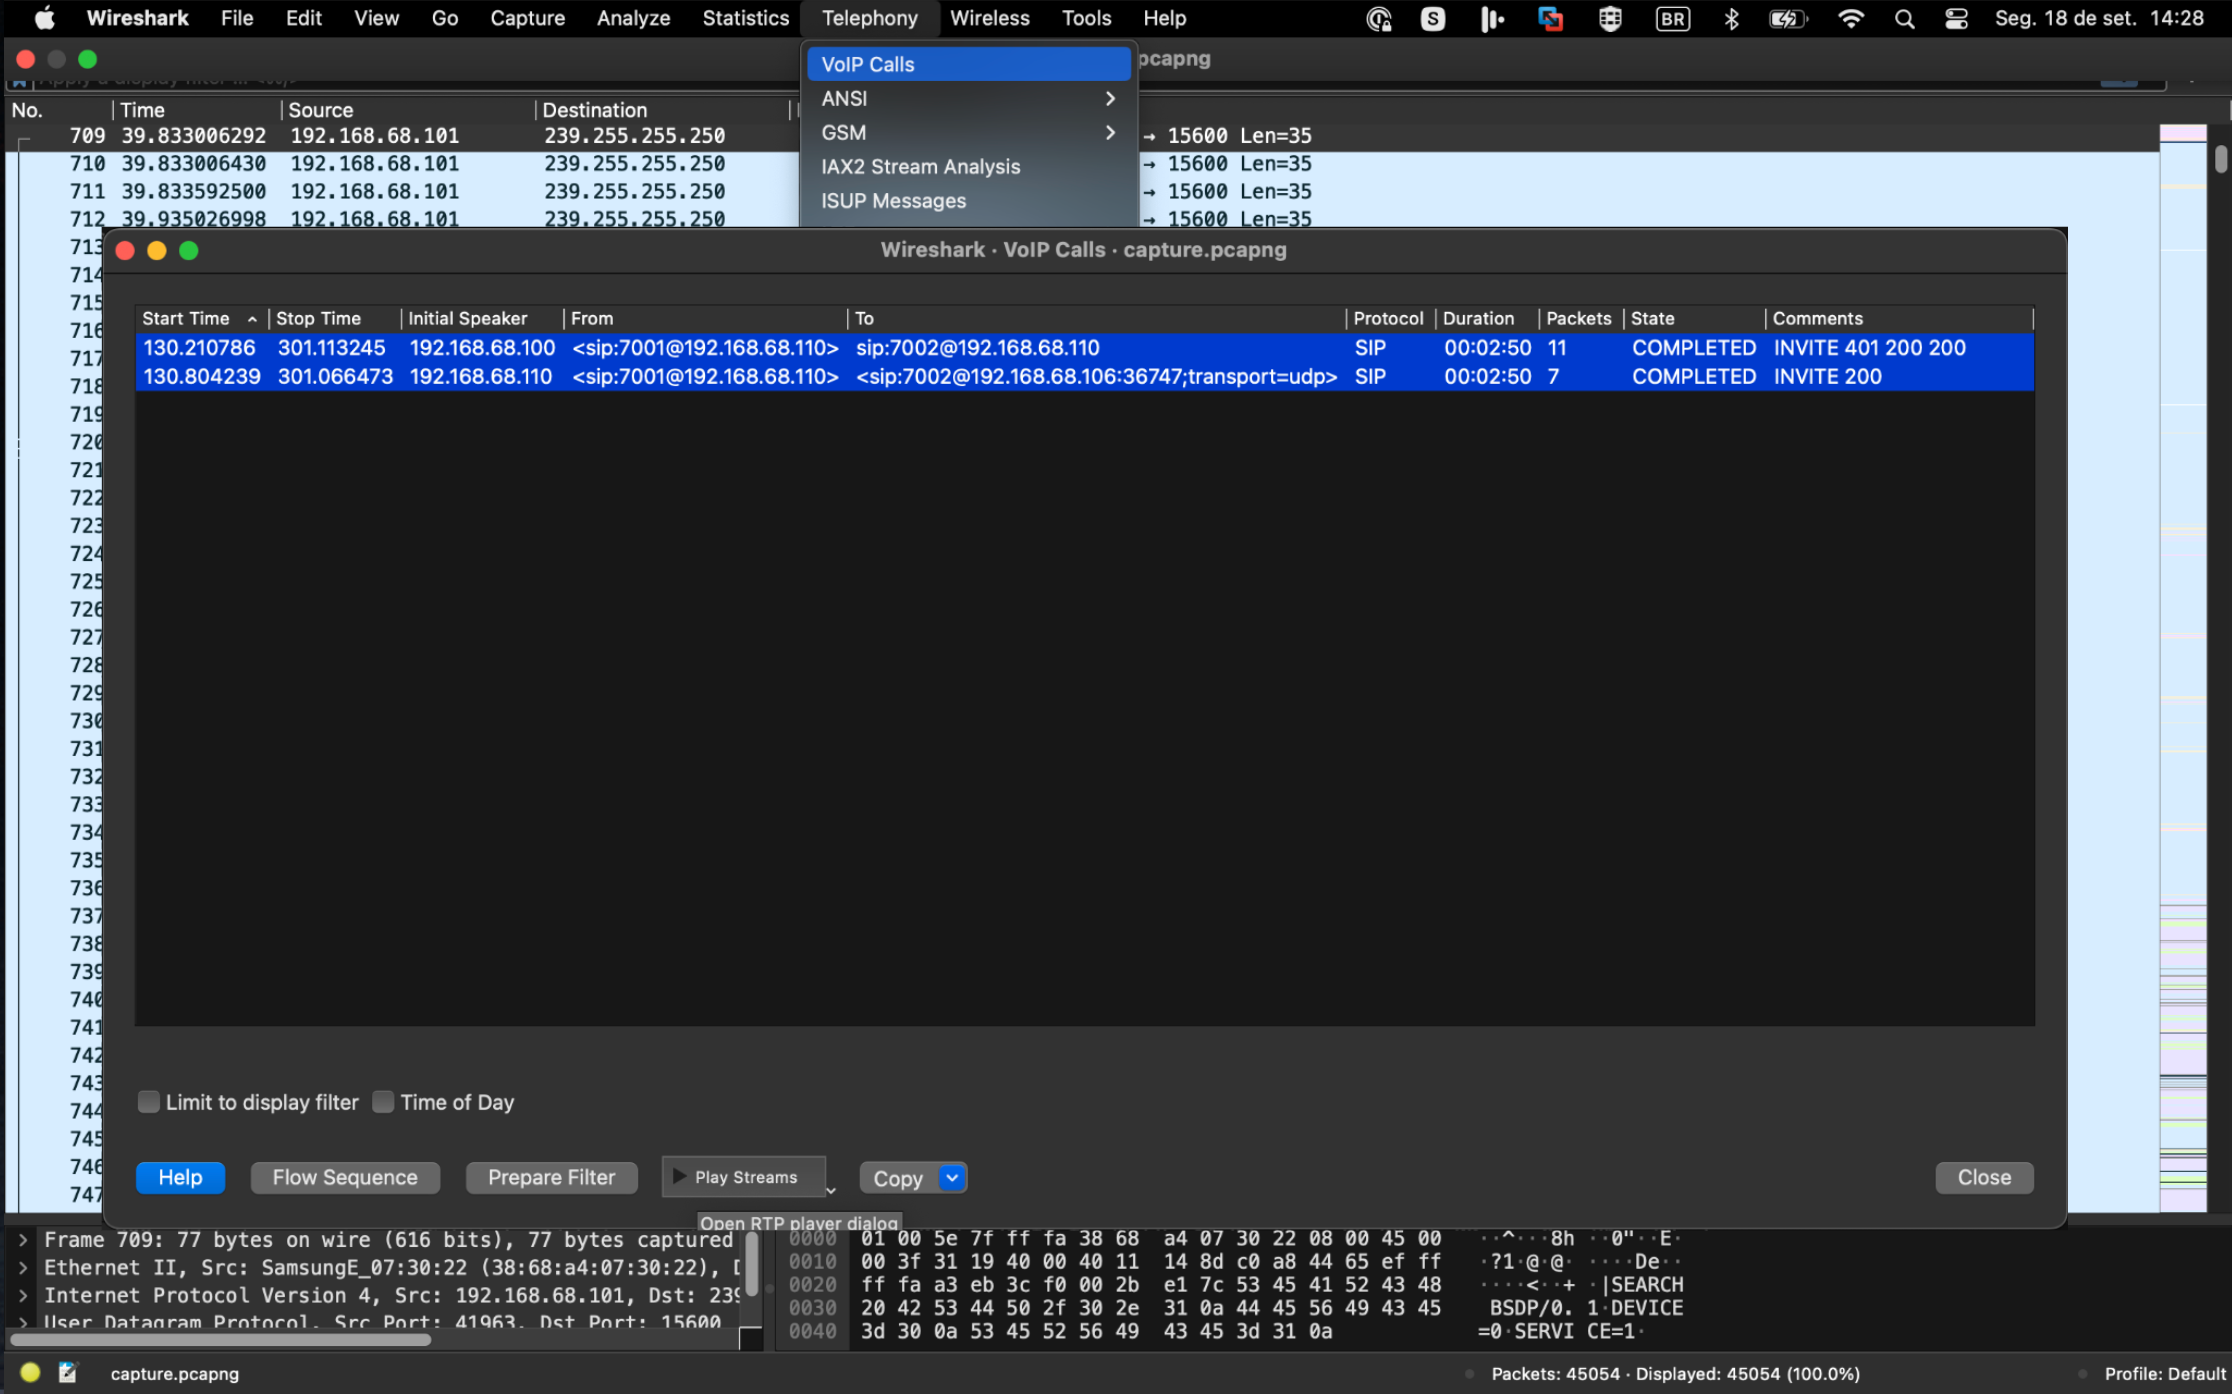 Wireshark File Edit View Go Capture Analyze Statistics Telephony Wireless Tools Help S BR Seg. 18 de set. 14:28
pcapng
VoIP Calls
ANSI
GSM
IAX2 Stream Analysis
ISUP Messages
No. Time Source Destination
709 39.833006292 192.168.68.101 239.255.255.250 → 15600 Len=35
710 39.833006430 192.168.68.101 239.255.255.250 → 15600 Len=35
711 39.833592500 192.168.68.101 239.255.255.250 → 15600 Len=35
712 39.935026998 192.168.68.101 239.255.255.250 → 15600 Len=35
713
714
715
716
717
718
719
720
721
722
723
724
725
726
727
728
729
730
731
732
733
734
735
736
737
738
739
740
741
742
743
744
745
746
747
Wireshark · VoIP Calls · capture.pcapng
Start Time Stop Time Initial Speaker From To Protocol Duration Packets State Comments
130.210786 301.113245 192.168.68.100 <sip:7001@192.168.68.110> sip:7002@192.168.68.110 SIP 00:02:50 11 COMPLETED INVITE 401 200 200
130.804239 301.066473 192.168.68.110 <sip:7001@192.168.68.110> <sip:7002@192.168.68.106:36747;transport=udp> SIP 00:02:50 7 COMPLETED INVITE 200
Limit to display filter Time of Day
Help Flow Sequence Prepare Filter Play Streams Copy Close
Open RTP player dialog
Frame 709: 77 bytes on wire (616 bits), 77 bytes captured
Ethernet II, Src: SamsungE_07:30:22 (38:68:a4:07:30:22), D
Internet Protocol Version 4, Src: 192.168.68.101, Dst: 239
User Datagram Protocol, Src Port: 41963, Dst Port: 15600
0000 01 00 5e 7f ff fa 38 68 a4 07 30 22 08 00 45 00 ··^···8h ··0"··E·
0010 00 3f 31 19 40 00 40 11 14 8d c0 a8 44 65 ef ff ·?1·@·@· ····De··
0020 ff fa a3 eb 3c f0 00 2b e1 7c 53 45 41 52 43 48 ····<··+ ·|SEARCH
0030 20 42 53 44 50 2f 30 2e 31 0a 44 45 56 49 43 45 BSDP/0. 1·DEVICE
0040 3d 30 0a 53 45 52 56 49 43 45 3d 31 0a =0·SERVI CE=1·
capture.pcapng Packets: 45054 · Displayed: 45054 (100.0%) Profile: Default